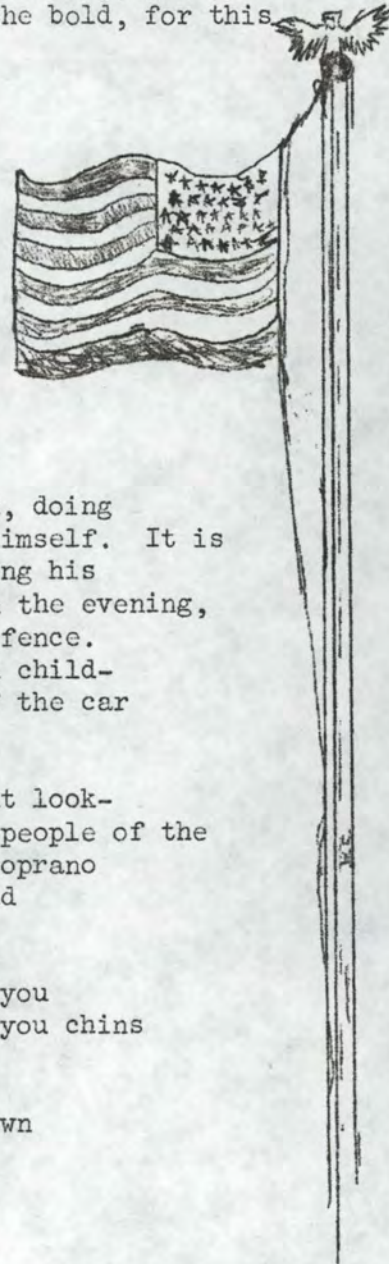 he bold, for this
, doing
imself. It is
ng his
the evening,
fence.
child-
the car
t look-
people of the
oprano
d
you
you chins
wn